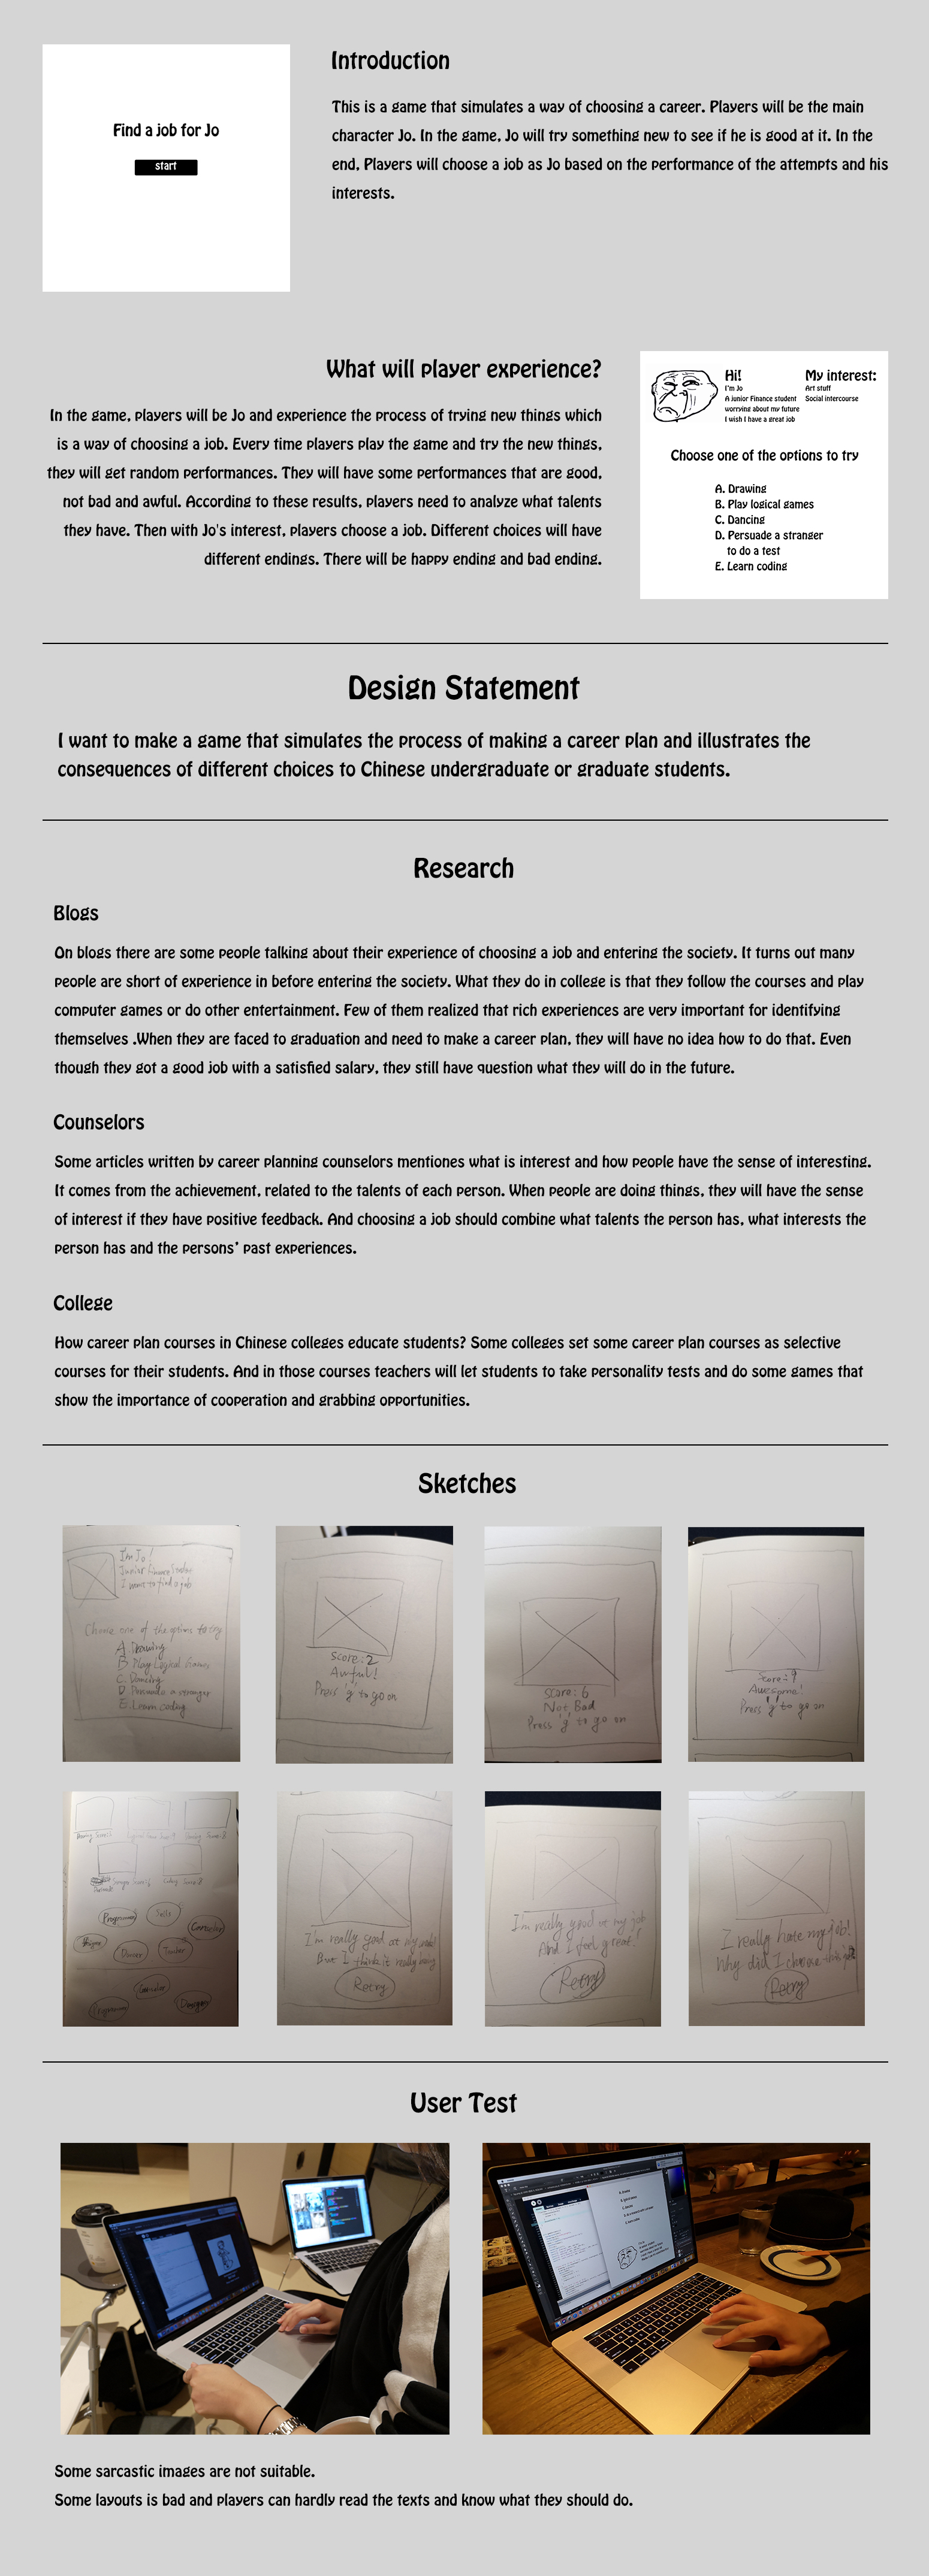 Find a job for Jo
start
Introduction
This is a game that simulates a way of choosing a career. Players will be the main
character Jo. In the game, Jo will try something new to see if he is good at it. In the
end, Players will choose a job as Jo based on the performance of the attempts and his
interests.
What will player experience?
In the game, players will be Jo and experience the process of trying new things which
is a way of choosing a job. Every time players play the game and try the new things,
they will get random performances. They will have some performances that are good,
not bad and awful. According to these results, players need to analyze what talents
they have. Then with Jo's interest, players choose a job. Different choices will have
different endings. There will be happy ending and bad ending.
Hi!
I'm Jo
A junior Finance student
worrying about my future
I wish I have a great job
My interest:
Art stuff
Social intercourse
Choose one of the options to try
A. Drawing
B. Play logical games
C. Dancing
D. Persuade a stranger
to do a test
E. Learn coding
Design Statement
I want to make a game that simulates the process of making a career plan and illustrates the
consequences of different choices to Chinese undergraduate or graduate students.
Research
Blogs
On blogs there are some people talking about their experience of choosing a job and entering the society. It turns out many
people are short of experience in before entering the society. What they do in college is that they follow the courses and play
computer games or do other entertainment. Few of them realized that rich experiences are very important for identifying
themselves .When they are faced to graduation and need to make a career plan, they will have no idea how to do that. Even
though they got a good job with a satisfied salary, they still have question what they will do in the future.
Counselors
Some articles written by career planning counselors mentiones what is interest and how people have the sense of interesting.
It comes from the achievement, related to the talents of each person. When people are doing things, they will have the sense
of interest if they have positive feedback. And choosing a job should combine what talents the person has, what interests the
person has and the persons' past experiences.
College
How career plan courses in Chinese colleges educate students? Some colleges set some career plan courses as selective
courses for their students. And in those courses teachers will let students to take personality tests and do some games that
show the importance of cooperation and grabbing opportunities.
Sketches
I'm Jo!
Junior Finance Student
I want to find a job
Choose one of the options to try
A Drawing
B Play Logical Games
C. Dancing
D. Persuade a stranger
E. Learn coding
Score: 2
Awful!
Press 'g' to go on
Score: 6
Not Bad
Press 'g' to go on
Score: 9
Awesome!
Press 'g' to go on
Programmer
Sales
Dancer
I'm really good at my job!
But I think it really boring
Retry
I'm really good at my job
And I feel great!
Retry
I really hate my job!
Why did I choose this job
Retry
User Test
Some sarcastic images are not suitable.
Some layouts is bad and players can hardly read the texts and know what they should do.